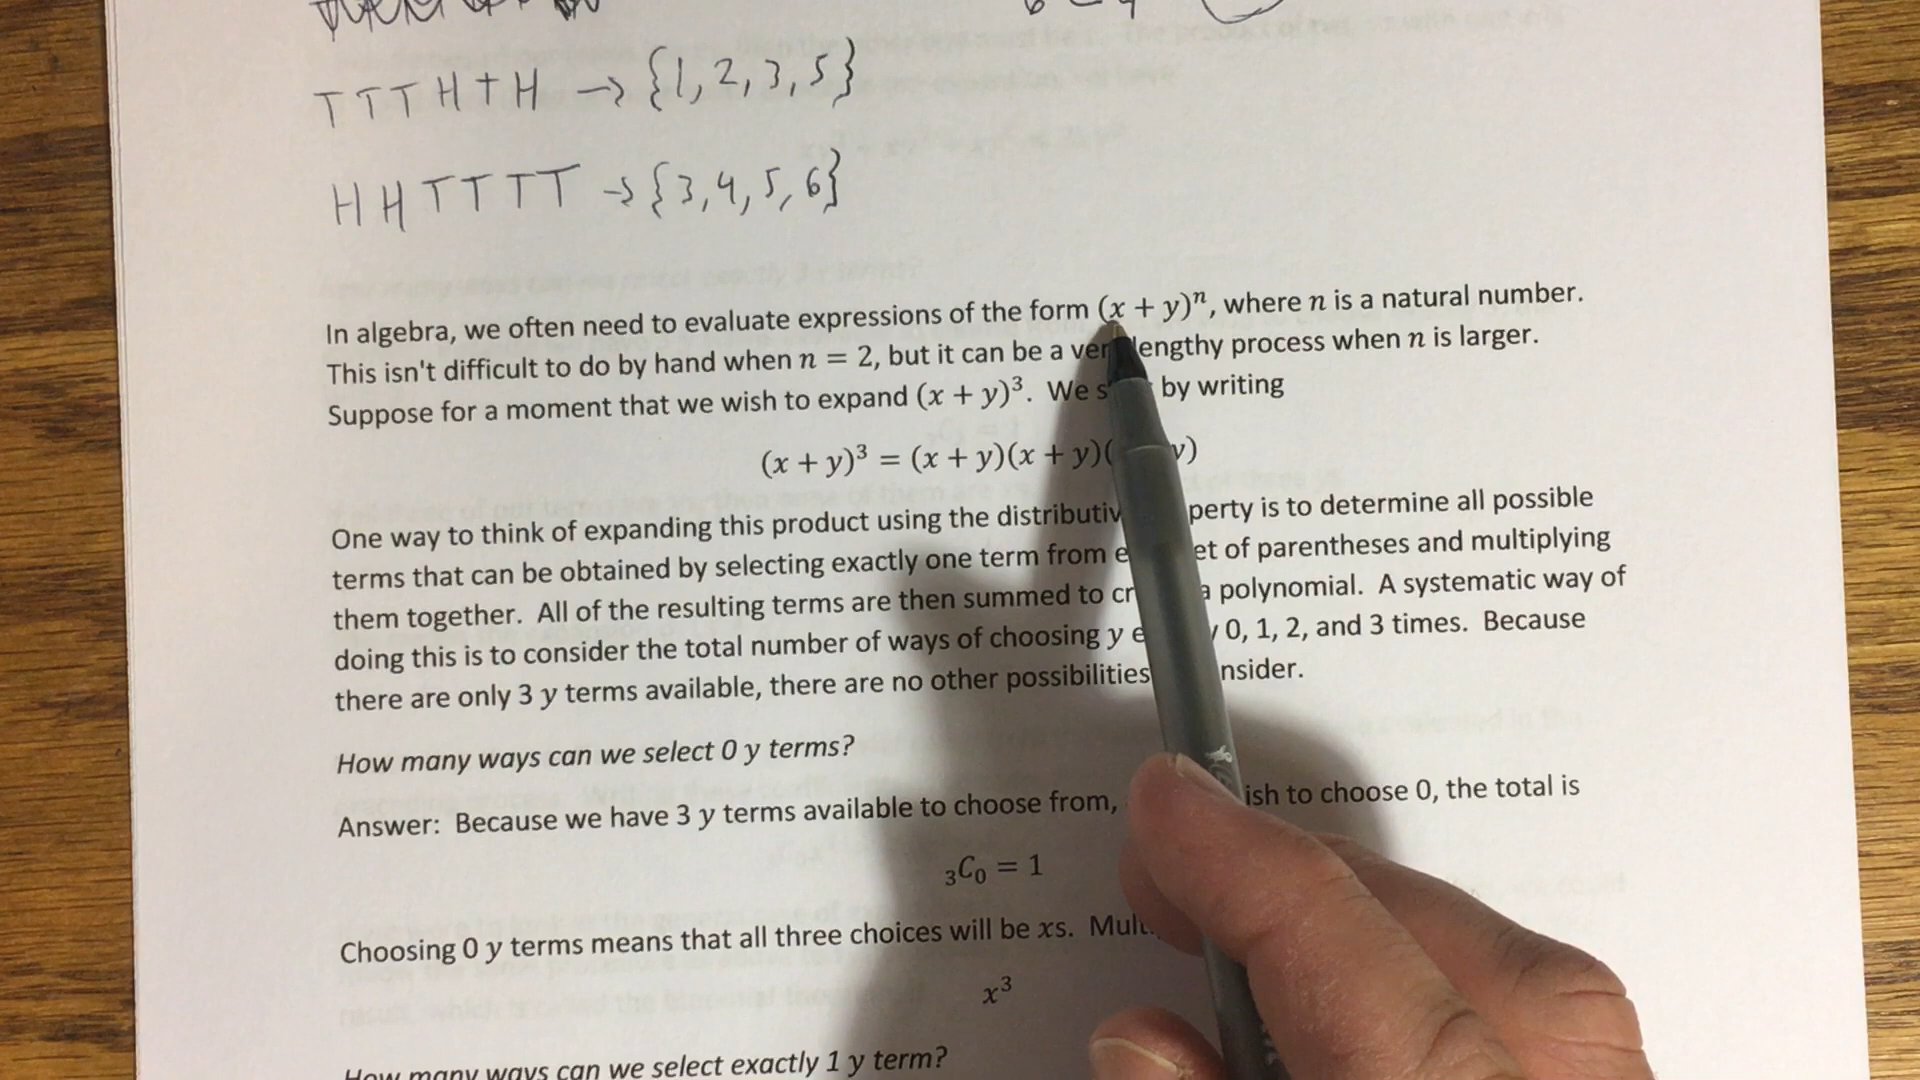 T T T H T H → {1, 2, 3, 5}
H H T T T T → {3, 4, 5, 6}
In algebra, we often need to evaluate expressions of the form (x + y)ⁿ, where n is a natural number.
This isn't difficult to do by hand when n = 2, but it can be a lengthy process when n is larger.
Suppose for a moment that we wish to expand (x + y)³. We by writing
(x + y)³ = (x + y)(x + y)(
One way to think of expanding this product using the is to determine all possible
terms that can be obtained by selecting exactly one term from of parentheses and multiplying
them together. All of the resulting terms are then summed to a polynomial. A systematic way of
doing this is to consider the total number of ways of choosing y 0, 1, 2, and 3 times. Because
there are only 3 y terms available, there are no other possibilities
How many ways can we select 0 y terms?
Answer: Because we have 3 y terms available to choose from, to choose 0, the total is
₃C₀ = 1
Choosing 0 y terms means that all three choices will be xs.
x³
How many ways can we select exactly 1 y term?